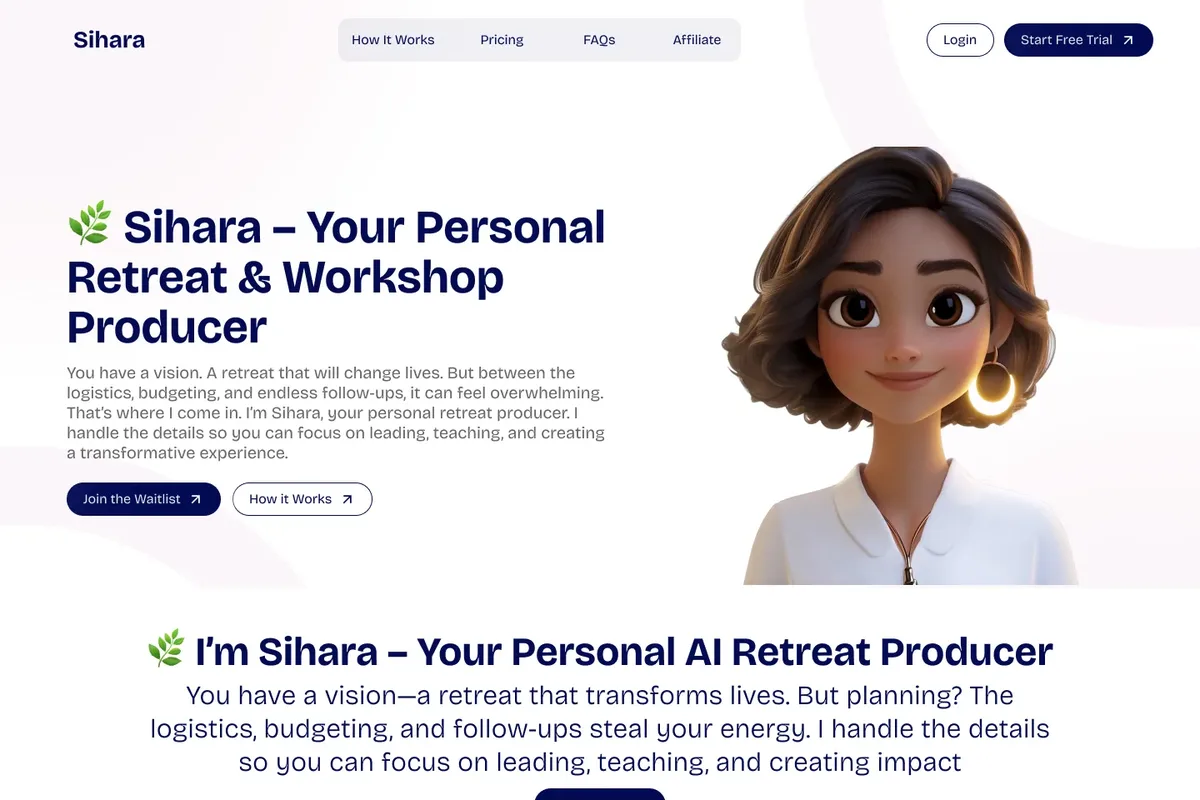 Sihara
How It Works
Pricing
FAQs
Affiliate
Login
Start Free Trial
🌿 Sihara – Your Personal
Retreat & Workshop
Producer
You have a vision. A retreat that will change lives. But between the
logistics, budgeting, and endless follow-ups, it can feel overwhelming.
That's where I come in. I'm Sihara, your personal retreat producer. I
handle the details so you can focus on leading, teaching, and creating
a transformative experience.
Join the Waitlist
How it Works
🌿 I'm Sihara – Your Personal AI Retreat Producer
You have a vision—a retreat that transforms lives. But planning? The
logistics, budgeting, and follow-ups steal your energy. I handle the details
so you can focus on leading, teaching, and creating impact